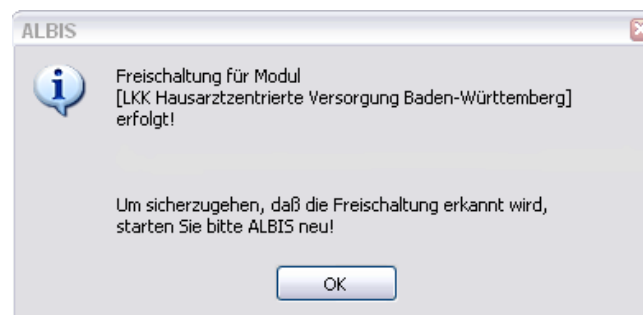 ALBIS
Freischaltung für Modul
[LKK Hausarztzentrierte Versorgung Baden-Württemberg]
erfolgt!
Um sicherzugehen, daß die Freischaltung erkannt wird,
starten Sie bitte ALBIS neu!
OK